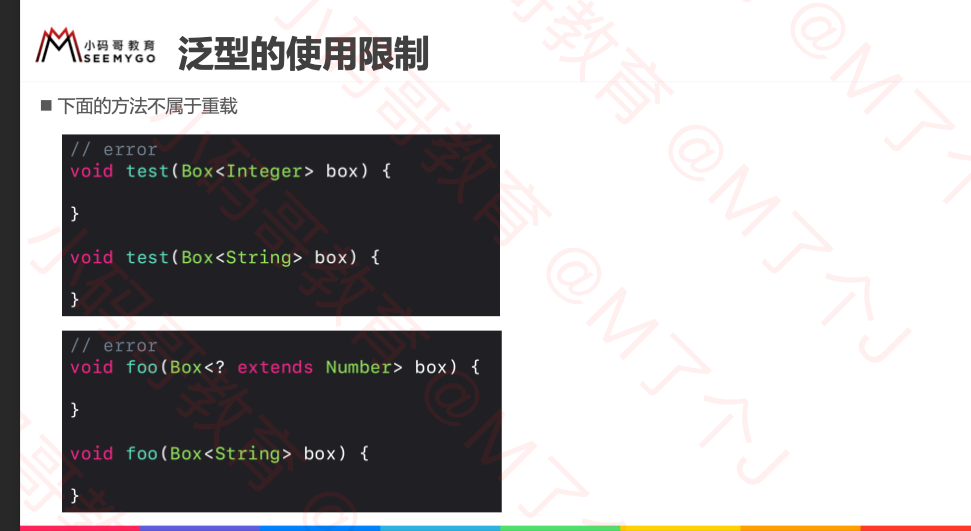 小码哥教育
SEEMYGO
泛型的使用限制
下面的方法不属于重载
// error
void test(Box<Integer> box) {
}
void test(Box<String> box) {
}
// error
void foo(Box<? extends Number> box) {
}
void foo(Box<String> box) {
}
小码哥教育 @M了个J